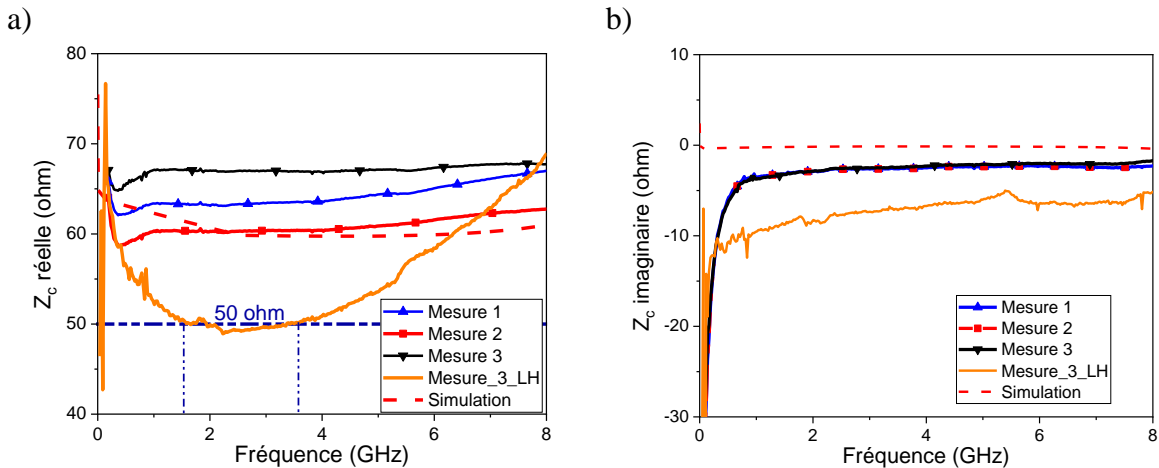 a)
80
70
60
50
40
Z_c réelle (ohm)
50 ohm
Mesure 1
Mesure 2
Mesure 3
Mesure_3_LH
Simulation
0 2 4 6 8
Fréquence (GHz)
b)
10
0
-10
-20
-30
Z_c imaginaire (ohm)
Mesure 1
Mesure 2
Mesure 3
Mesure_3_LH
Simulation
0 2 4 6 8
Fréquence (GHz)